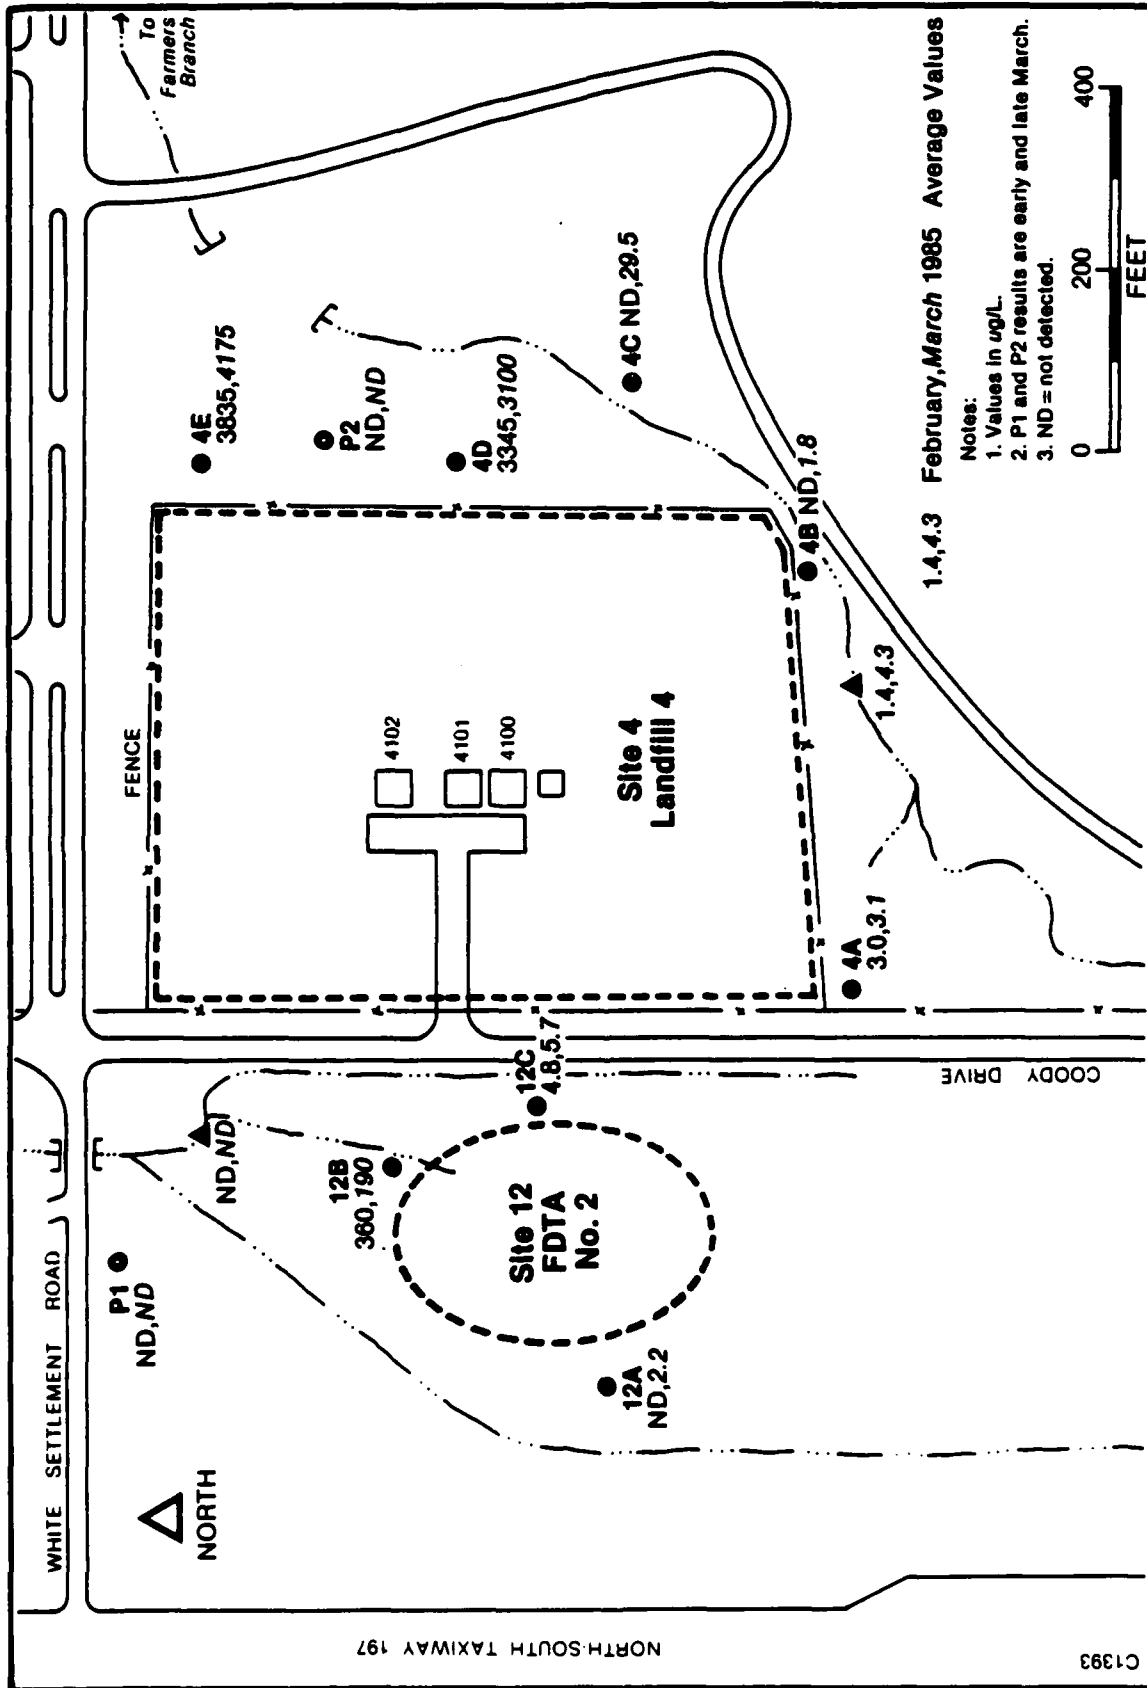 WHITE SETTLEMENT ROAD
To
Farmers
Branch
P1
ND,ND
NORTH
ND,ND
FENCE
4E
3835,4175
P2
ND,ND
4D
3345,3100
4C ND,29.5
4102
4101
4100
Site 4
Landfill 4
12B
360,190
12C
4.8,5.7
Site 12
FDTA
No. 2
12A
ND,2.2
4B ND,1.8
4A
3.0,3.1
1.4,4.3
COODY DRIVE
NORTH-SOUTH TAXIWAY 197
1.4,4.3 February,March 1985 Average Values
Notes:
1. Values in ug/L.
2. P1 and P2 results are early and late March.
3. ND = not detected.
0 200 400
FEET
C1393